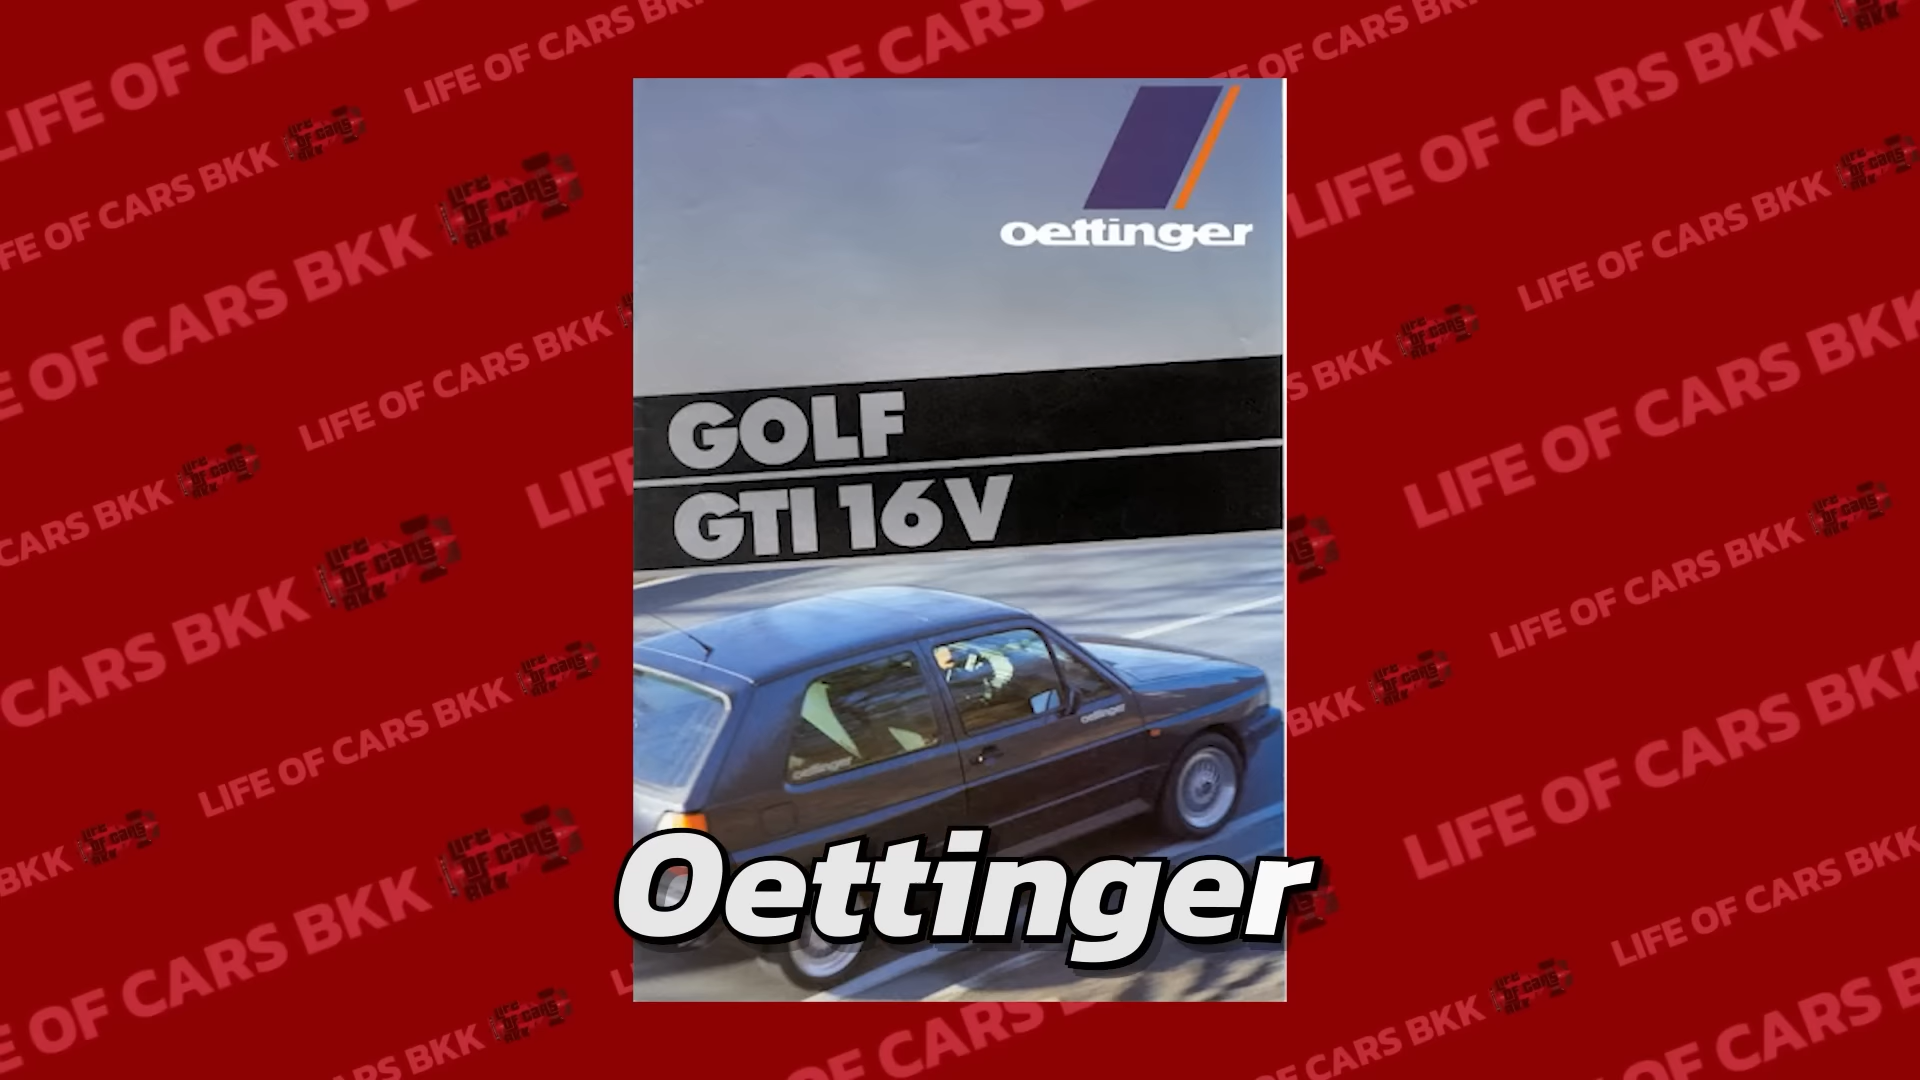 LIFE OF CARS BKK
oettinger
GOLF
GTI 16V
oettinger
oettinger
Oettinger